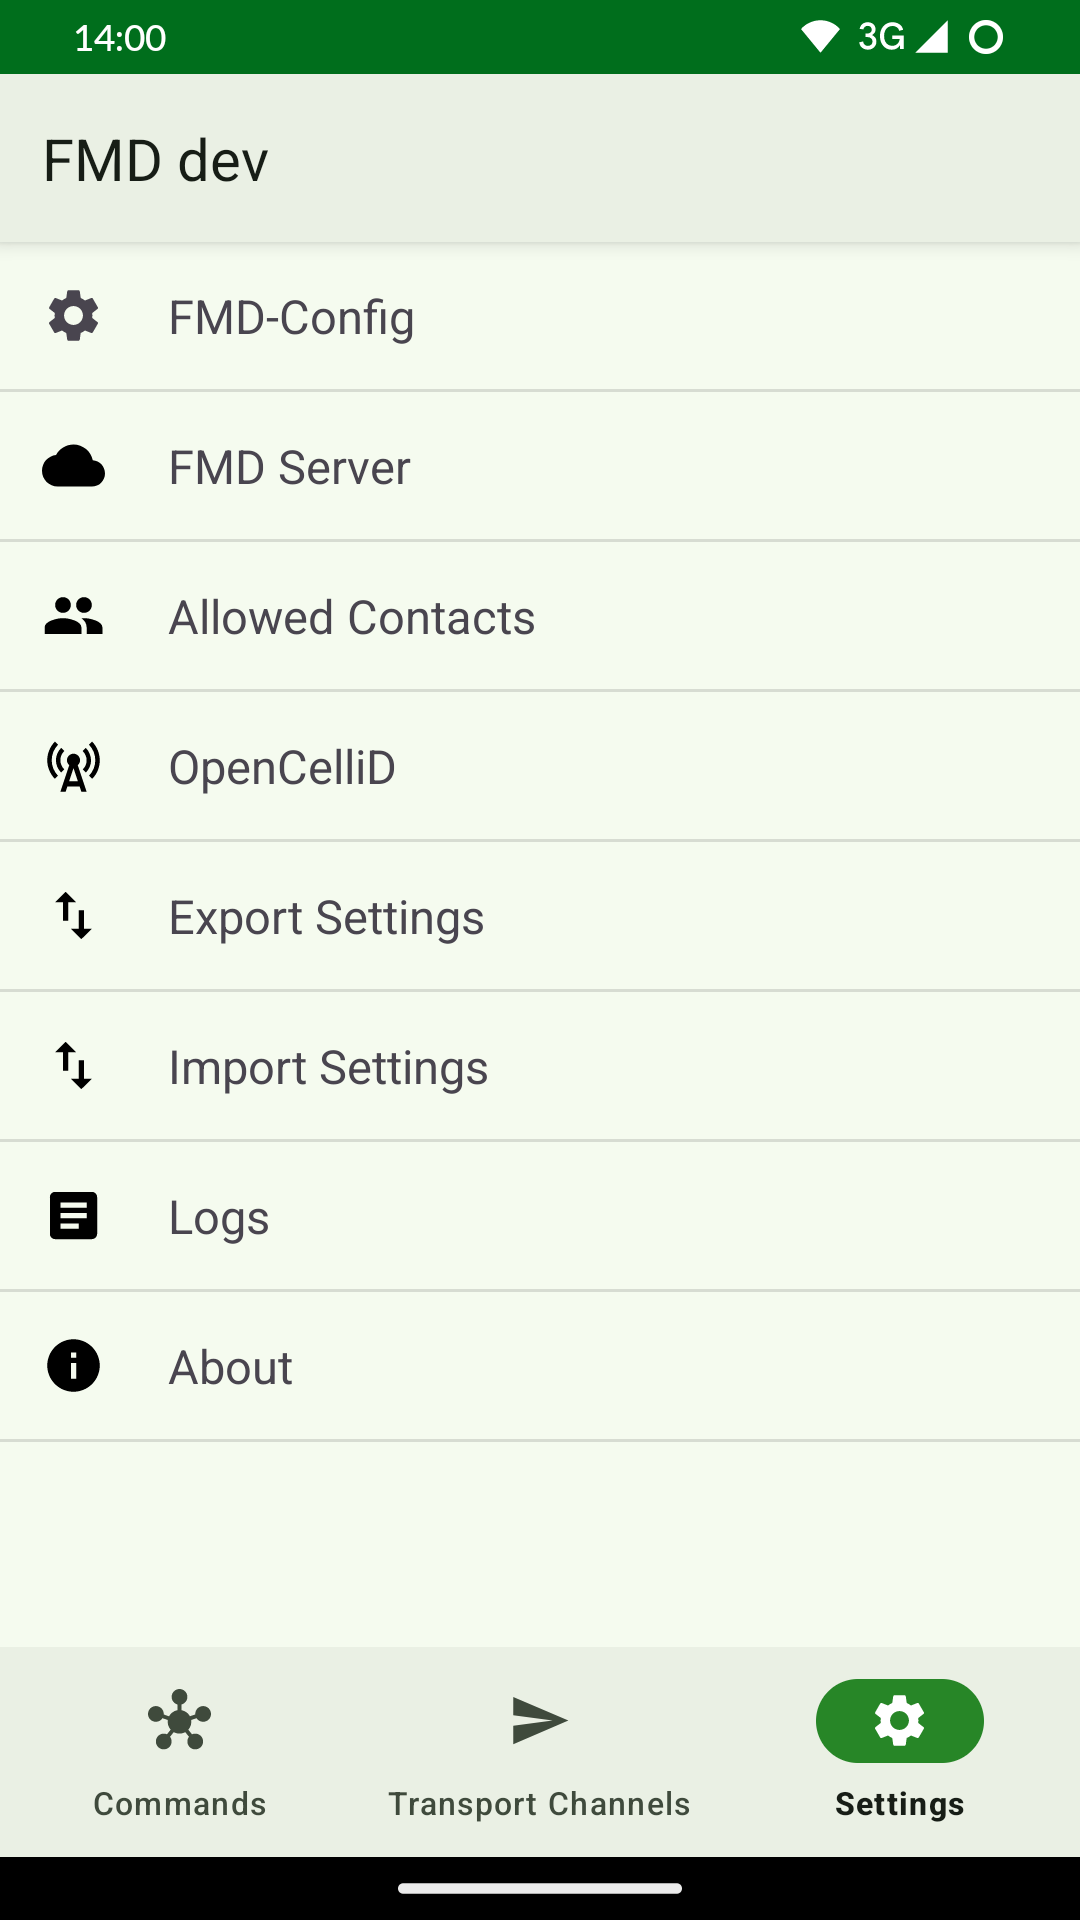 14:00
3G
FMD dev
FMD-Config
FMD Server
Allowed Contacts
OpenCelliD
Export Settings
Import Settings
Logs
About
Commands
Transport Channels
Settings